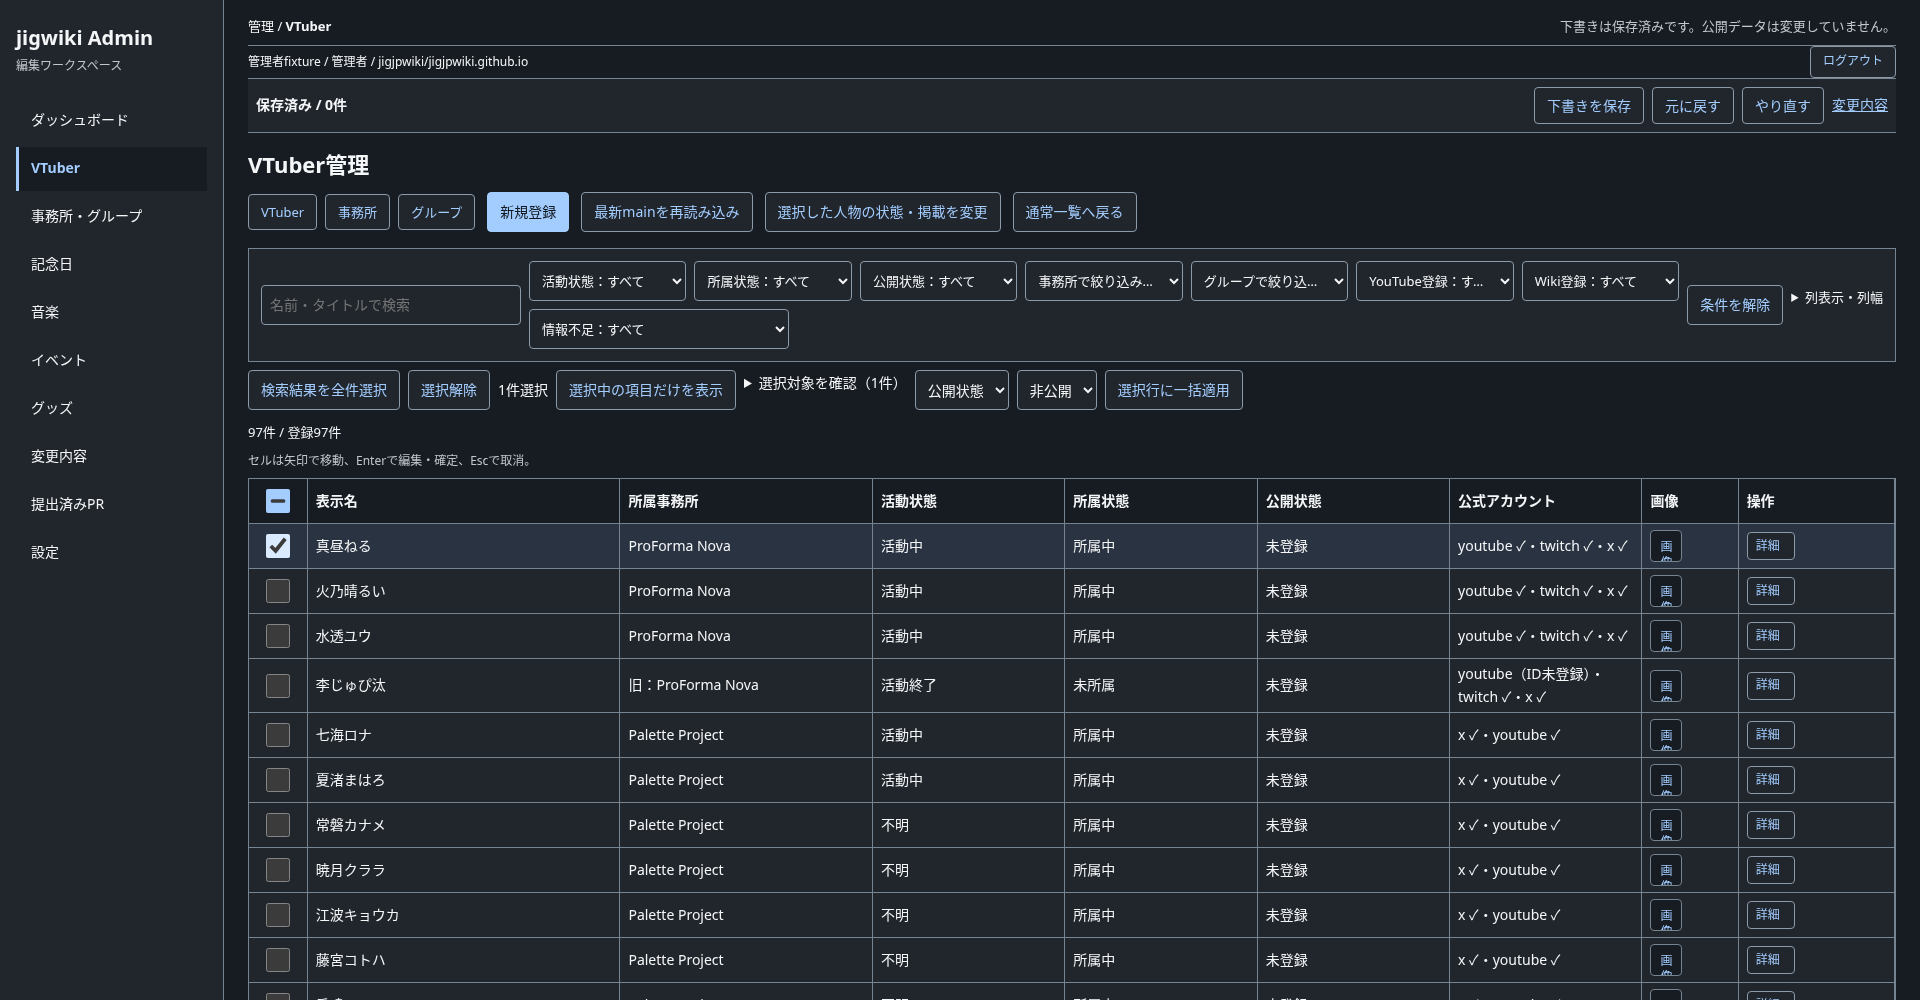 jigwiki Admin
編集ワークスペース
ダッシュボード
VTuber
事務所・グループ
記念日
音楽
イベント
グッズ
変更内容
提出済みPR
設定
管理 / VTuber
下書きは保存済みです。公開データは変更していません。
管理者fixture / 管理者 / jigjpwiki/jigjpwiki.github.io
ログアウト
保存済み / 0件
下書きを保存 元に戻す やり直す 変更内容
VTuber管理
VTuber 事務所 グループ 新規登録 最新mainを再読み込み 選択した人物の状態・掲載を変更 通常一覧へ戻る
名前・タイトルで検索
活動状態：すべて 所属状態：すべて 公開状態：すべて 事務所で絞り込み... グループで絞り込... YouTube登録：す... Wiki登録：すべて
情報不足：すべて
条件を解除 ▶ 列表示・列幅
検索結果を全件選択 選択解除 1件選択 選択中の項目だけを表示 ▶ 選択対象を確認（1件） 公開状態 非公開 選択行に一括適用
97件 / 登録97件
セルは矢印で移動、Enterで編集・確定、Escで取消。
表示名 所属事務所 活動状態 所属状態 公開状態 公式アカウント 画像 操作
真昼ねる ProForma Nova 活動中 所属中 未登録 youtube ✓・twitch ✓・x ✓ 画像 詳細
火乃晴るい ProForma Nova 活動中 所属中 未登録 youtube ✓・twitch ✓・x ✓ 画像 詳細
水透ユウ ProForma Nova 活動中 所属中 未登録 youtube ✓・twitch ✓・x ✓ 画像 詳細
李じゅぴ汰 旧：ProForma Nova 活動終了 未所属 未登録 youtube（ID未登録）・twitch ✓・x ✓ 画像 詳細
七海ロナ Palette Project 活動中 所属中 未登録 x ✓・youtube ✓ 画像 詳細
夏渚まはろ Palette Project 活動中 所属中 未登録 x ✓・youtube ✓ 画像 詳細
常磐カナメ Palette Project 不明 所属中 未登録 x ✓・youtube ✓ 画像 詳細
暁月クララ Palette Project 不明 所属中 未登録 x ✓・youtube ✓ 画像 詳細
江波キョウカ Palette Project 不明 所属中 未登録 x ✓・youtube ✓ 画像 詳細
藤宮コトハ Palette Project 不明 所属中 未登録 x ✓・youtube ✓ 画像 詳細